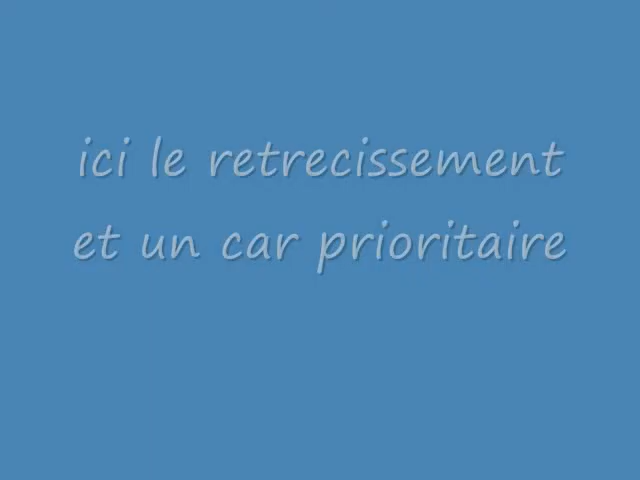 ici le retrecissement
et un car prioritaire